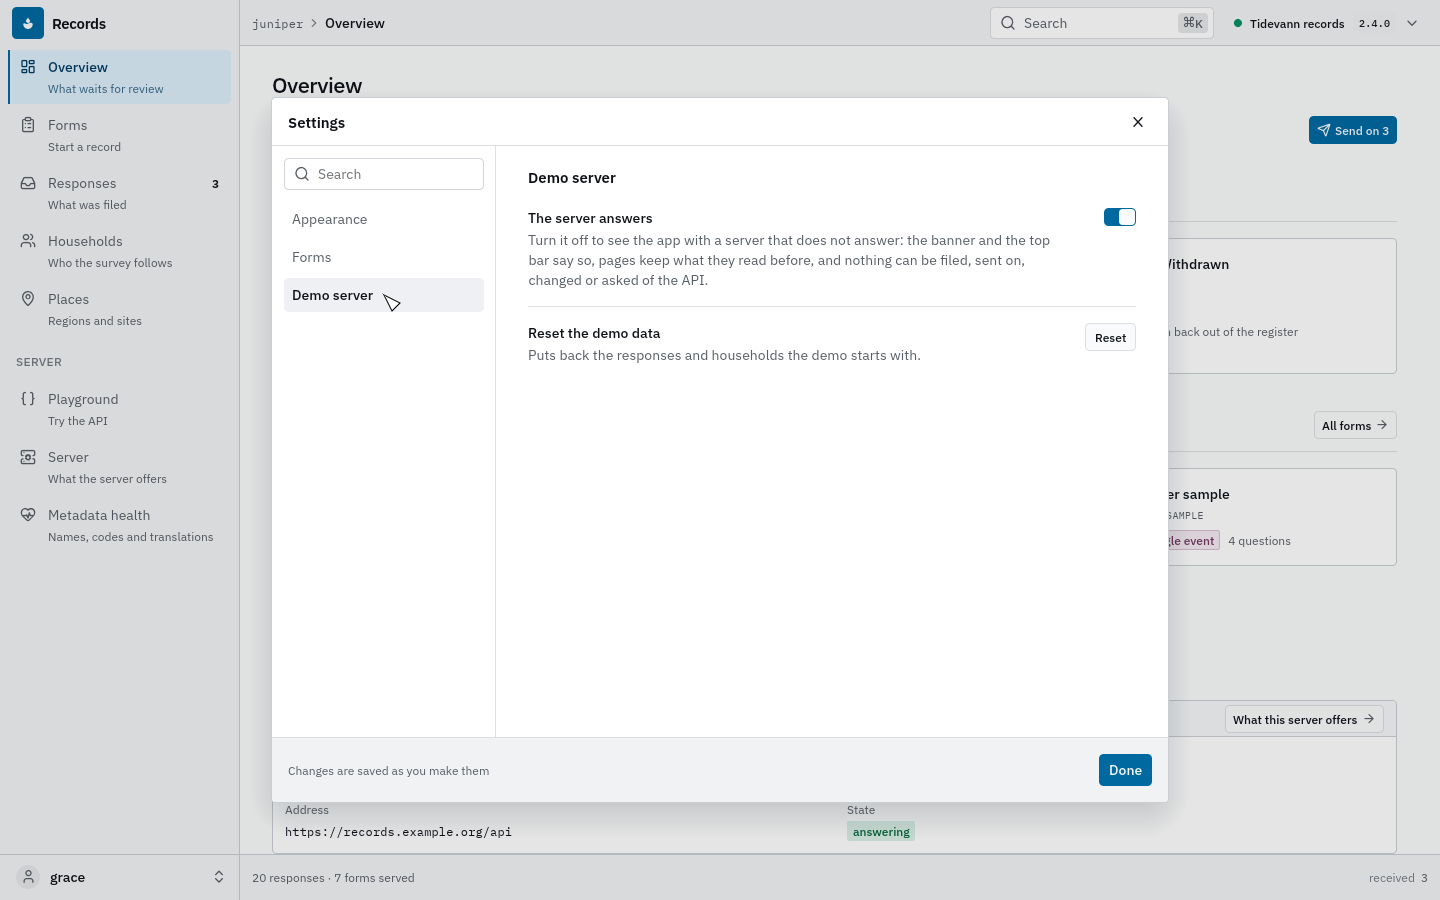 Records
juniper > Overview
Search ⌘K
Tidevann records 2.4.0
Overview
What waits for review
Forms
Start a record
Responses 3
What was filed
Households
Who the survey follows
Places
Regions and sites
SERVER
Playground
Try the API
Server
What the server offers
Metadata health
Names, codes and translations
grace
Overview
Send on 3
Settings
Search
Appearance
Forms
Demo server
Demo server
The server answers
Turn it off to see the app with a server that does not answer: the banner and the top
bar say so, pages keep what they read before, and nothing can be filed, sent on,
changed or asked of the API.
Reset the demo data
Reset
Puts back the responses and households the demo starts with.
Changes are saved as you make them
Done
back out of the register
All forms
sample
SAMPLE
event 4 questions
What this server offers
Address
https://records.example.org/api
State
answering
20 responses · 7 forms served
received 3